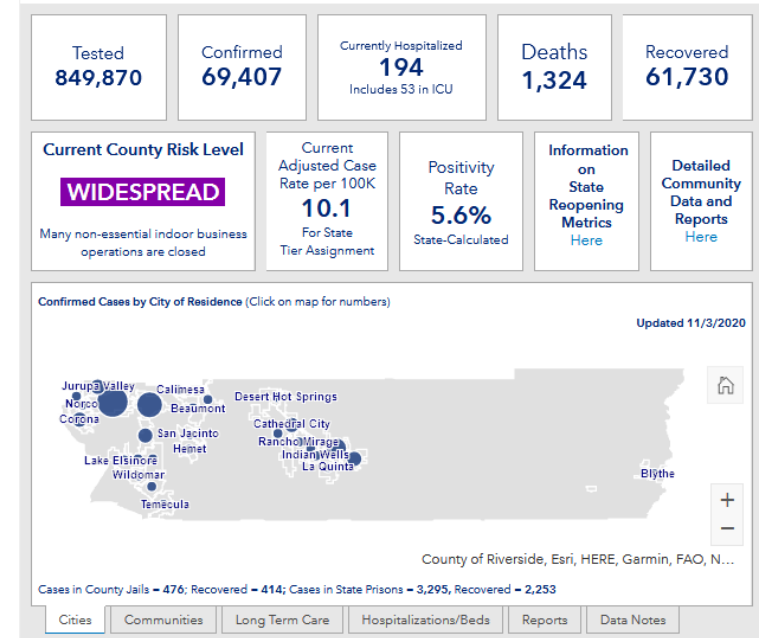 Tested
849,870
Confirmed
69,407
Currently Hospitalized
194
Includes 53 in ICU
Deaths
1,324
Recovered
61,730
Current County Risk Level
WIDESPREAD
Many non-essential indoor business
operations are closed
Current
Adjusted Case
Rate per 100K
10.1
For State
Tier Assignment
Positivity
Rate
5.6%
State-Calculated
Information
on
State
Reopening
Metrics
Here
Detailed
Community
Data and
Reports
Here
Confirmed Cases by City of Residence (Click on map for numbers)
Updated 11/3/2020
Jurupa Valley
Calimesa
Norco
Beaumont
Desert Hot Springs
Corona
Cathedral City
San Jacinto
Rancho Mirage
Hemet
Indian Wells
Lake Elsinore
La Quinta
Wildomar
Blythe
Temecula
+
−
County of Riverside, Esri, HERE, Garmin, FAO, N...
Cases in County Jails – 476; Recovered – 414; Cases in State Prisons – 3,295, Recovered – 2,253
Cities
Communities
Long Term Care
Hospitalizations/Beds
Reports
Data Notes